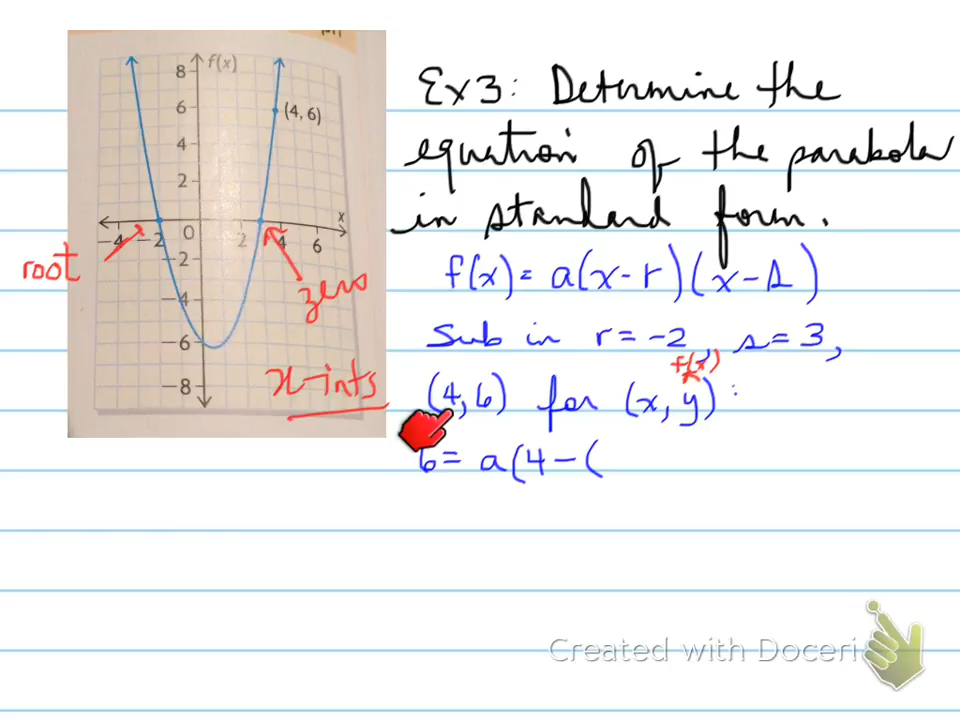 f(x)
8
6
(4, 6)
4
2
x
-4 -2 0 2 4 6
-2
-4
-6
-8
root
zero
x-ints
Ex3: Determine the
equation of the parabola
in standard form.
f(x) = a(x-r)(x-s)
Sub in r = -2, s = 3,
f(x)
(4, 6) for (x, y):
6 = a(4-(
Created with Doceri